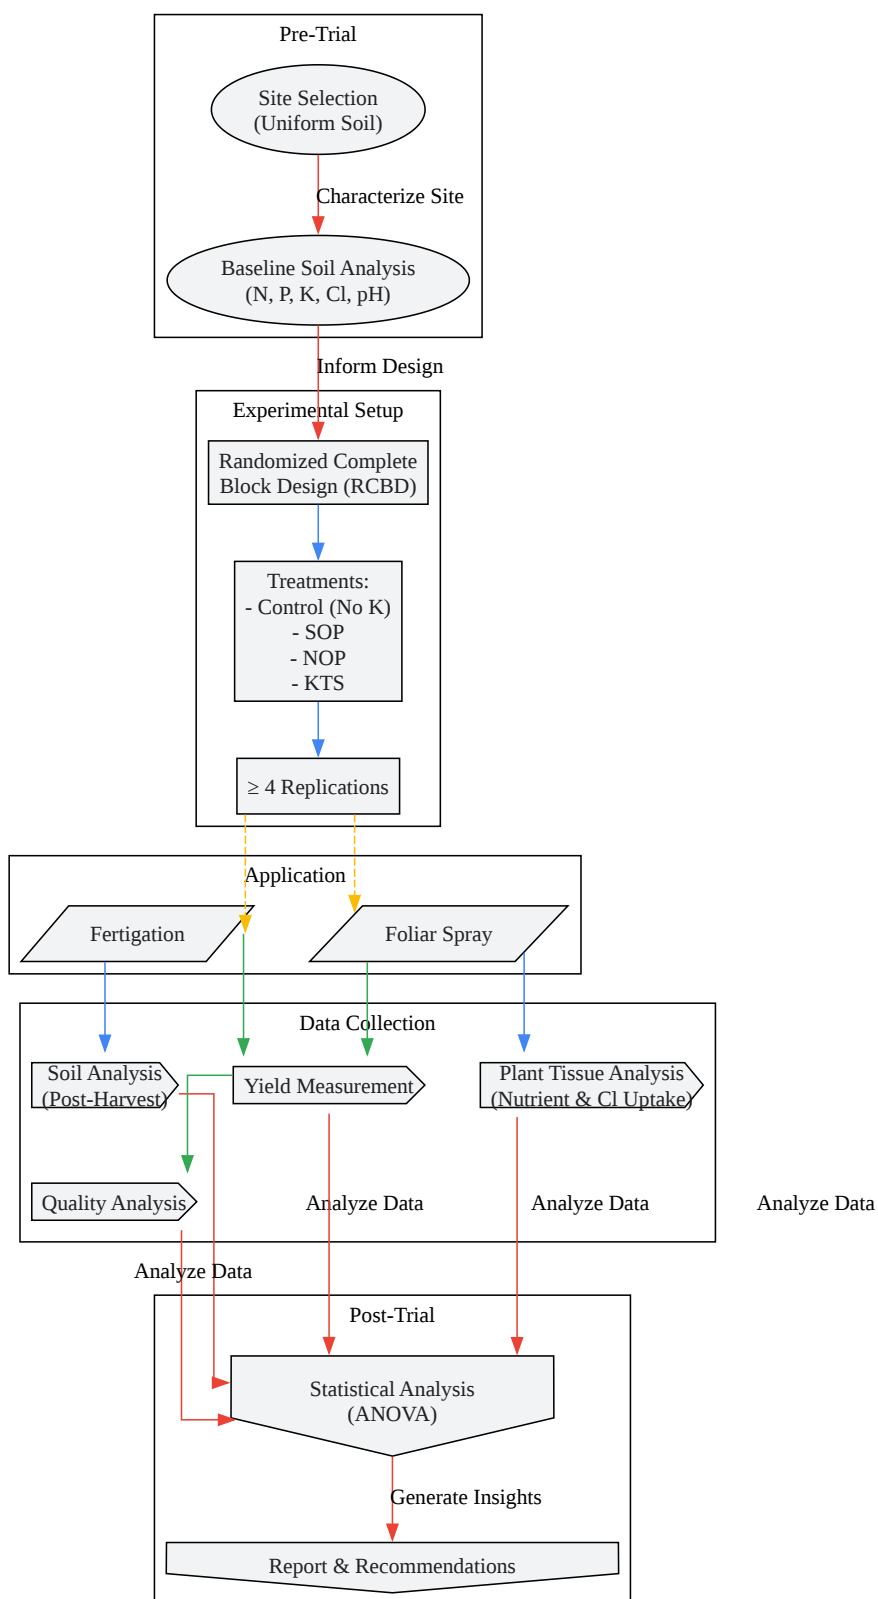 Pre-Trial
Site Selection
(Uniform Soil)
Characterize Site
Baseline Soil Analysis
(N, P, K, Cl, pH)
Inform Design
Experimental Setup
Randomized Complete
Block Design (RCBD)
Treatments:
- Control (No K)
- SOP
- NOP
- KTS
≥ 4 Replications
Application
Fertigation
Foliar Spray
Data Collection
Soil Analysis
(Post-Harvest)
Yield Measurement
Plant Tissue Analysis
(Nutrient & Cl Uptake)
Quality Analysis
Analyze Data
Analyze Data
Analyze Data
Analyze Data
Post-Trial
Statistical Analysis
(ANOVA)
Generate Insights
Report & Recommendations